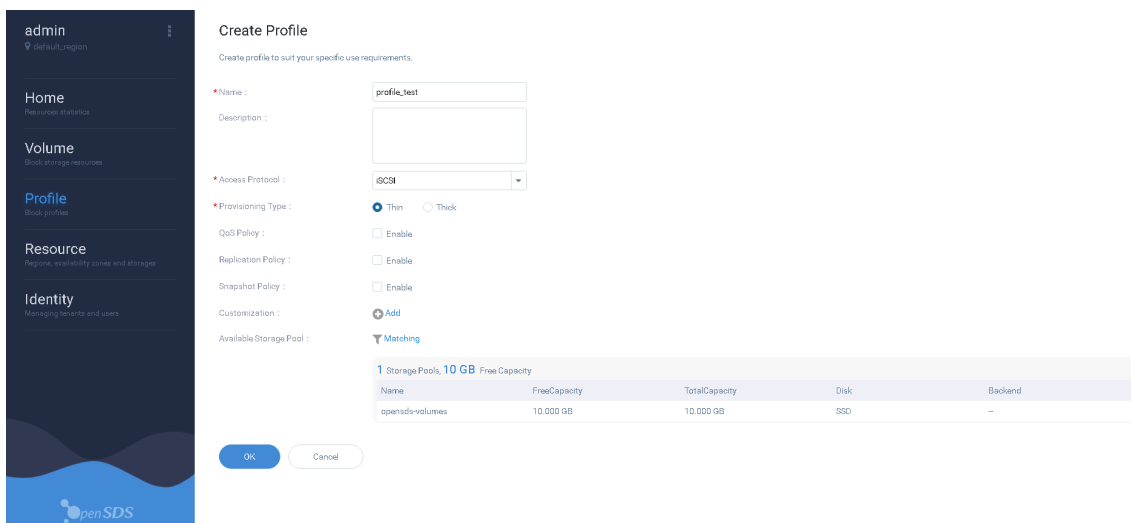 admin
default_region
Home
Resources statistics
Volume
Block storage resources
Profile
Block profiles
Resource
Regions, availability zones and storages
Identity
Managing tenants and users
OpenSDS
Create Profile
Create profile to suit your specific use requirements.
* Name : profile_test
Description :
* Access Protocol : iSCSI
* Provisioning Type : Thin Thick
QoS Policy : Enable
Replication Policy : Enable
Snapshot Policy : Enable
Customization : Add
Available Storage Pool : Matching
1 Storage Pools, 10 GB Free Capacity
Name FreeCapacity TotalCapacity Disk Backend
opensds-volumes 10.000 GB 10.000 GB SSD --
OK Cancel